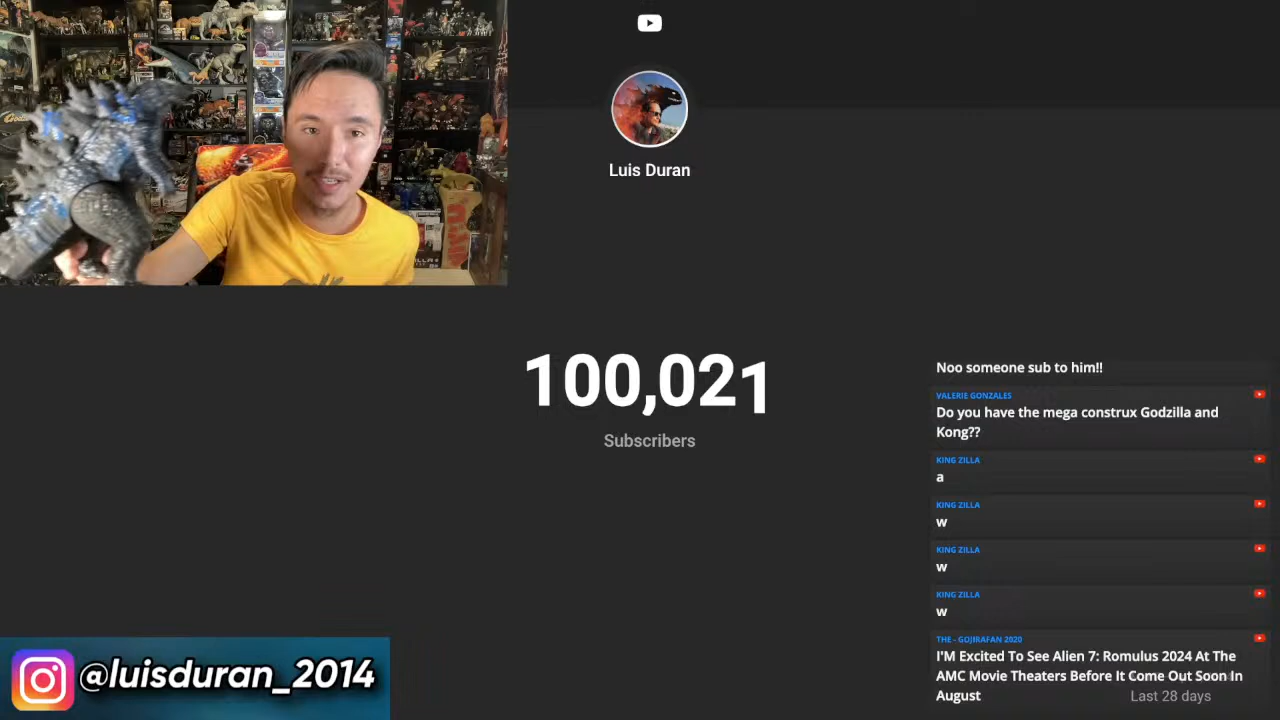 Luis Duran
100,021
Subscribers
Noo someone sub to him!!
VALERIE GONZALES
Do you have the mega construx Godzilla and
Kong??
KING ZILLA
a
KING ZILLA
w
KING ZILLA
w
KING ZILLA
w
THE - GOJIRAFAN 2020
I'M Excited To See Alien 7: Romulus 2024 At The
AMC Movie Theaters Before It Come Out Soon In
August
Last 28 days
@luisduran_2014